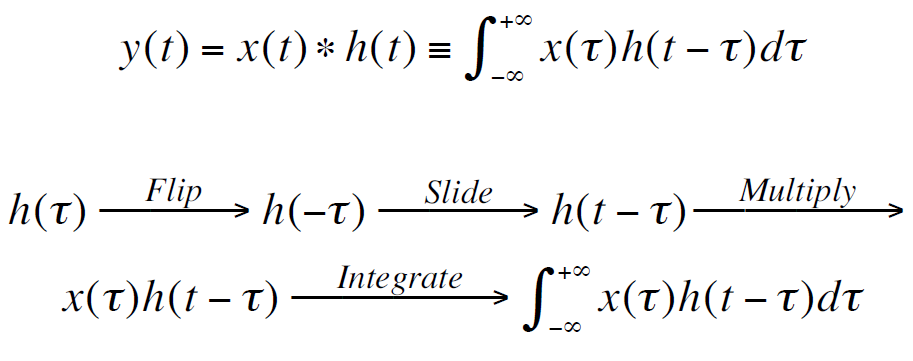 y(t) = x(t) * h(t) ≡ ∫_{-∞}^{+∞} x(τ)h(t − τ)dτ
h(τ) —Flip→ h(−τ) —Slide→ h(t − τ) —Multiply→
x(τ)h(t − τ) —Integrate→ ∫_{-∞}^{+∞} x(τ)h(t − τ)dτ